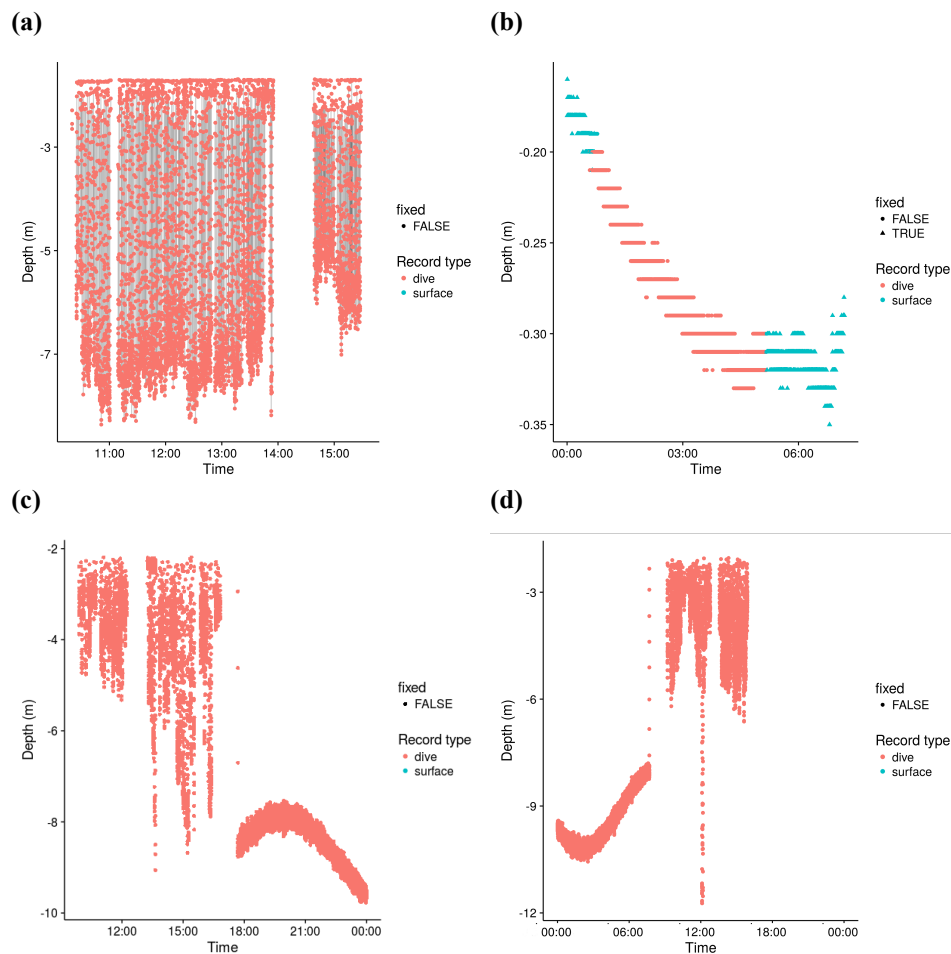 (a)
-3
-5
-7
Depth (m)
11:00 12:00 13:00 14:00 15:00
Time
fixed
FALSE
Record type
dive
surface
(b)
-0.20
-0.25
-0.30
-0.35
Depth (m)
00:00 03:00 06:00
Time
fixed
FALSE
TRUE
Record type
dive
surface
(c)
-2
-4
-6
-8
-10
Depth (m)
12:00 15:00 21:00 00:00
Time
fixed
FALSE
Record type
dive
surface
(d)
-3
-6
-9
-12
Depth (m)
00:00 06:00 12:00 18:00 00:00
Time
fixed
FALSE
Record type
dive
surface